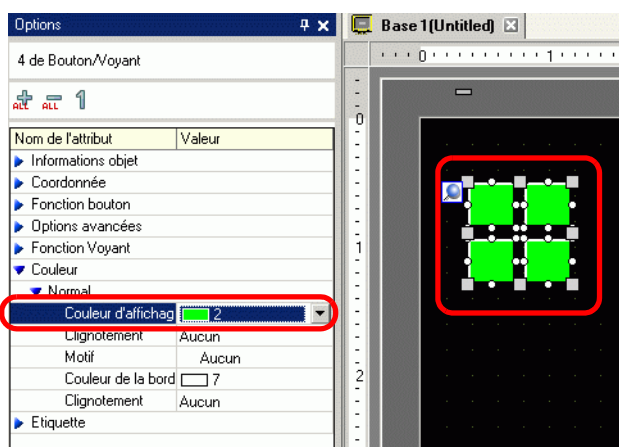 Options
Base 1(Untitled)
4 de Bouton/Voyant
ALL ALL 1
Nom de l'attribut Valeur
Informations objet
Coordonnée
Fonction bouton
Options avancées
Fonction Voyant
Couleur
Normal
Couleur d'affichag 2
Clignotement Aucun
Motif Aucun
Couleur de la bord 7
Clignotement Aucun
Etiquette
0 1
0
1
2